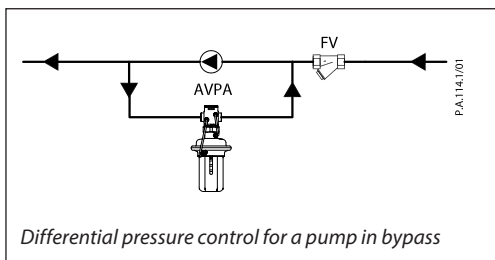 FV
AVPA
P.A.114.1/01
Differential pressure control for a pump in bypass